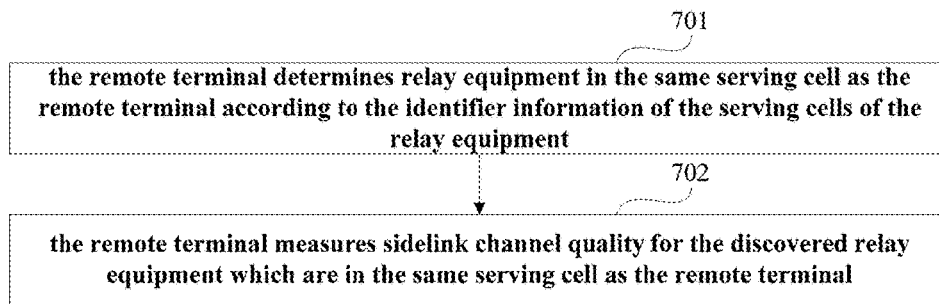 701
the remote terminal determines relay equipment in the same serving cell as the
remote terminal according to the identifier information of the serving cells of the
relay equipment
702
the remote terminal measures sidelink channel quality for the discovered relay
equipment which are in the same serving cell as the remote terminal